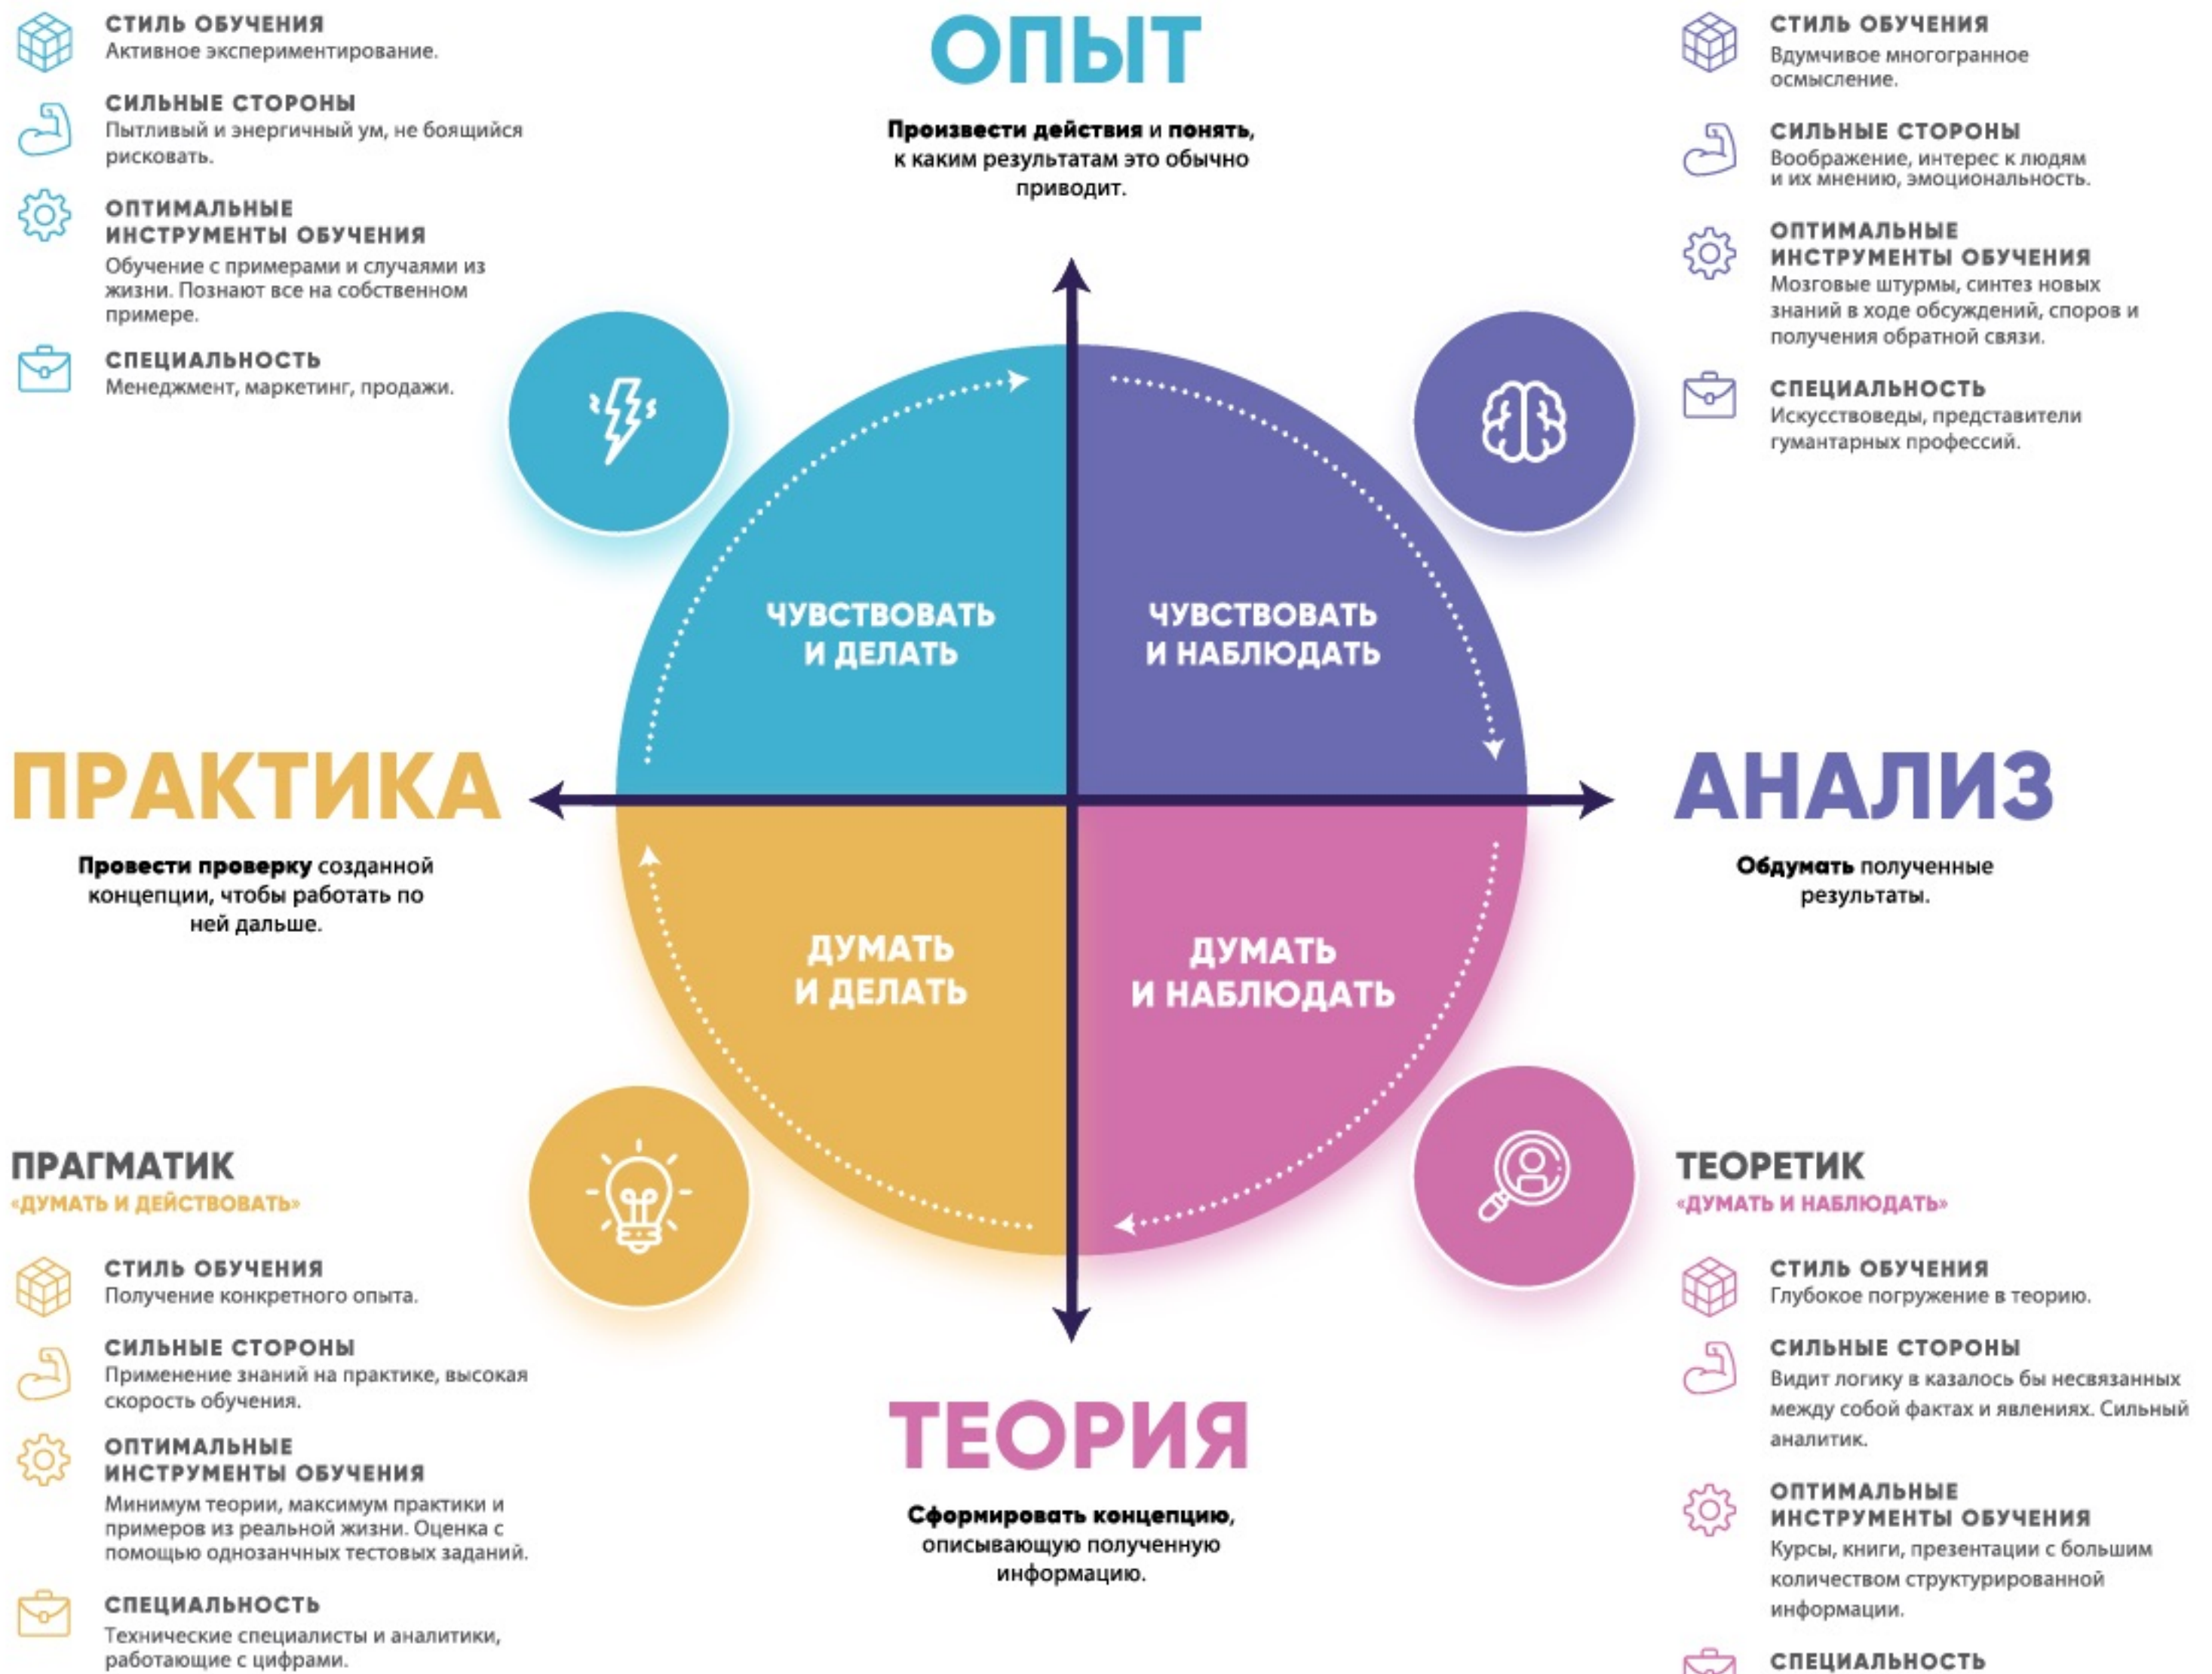 СТИЛЬ ОБУЧЕНИЯ
Активное экспериментирование.
СИЛЬНЫЕ СТОРОНЫ
Пытливый и энергичный ум, не боящийся
рисковать.
ОПТИМАЛЬНЫЕ
ИНСТРУМЕНТЫ ОБУЧЕНИЯ
Обучение с примерами и случаями из
жизни. Познают все на собственном
примере.
СПЕЦИАЛЬНОСТЬ
Менеджмент, маркетинг, продажи.
ОПЫТ
Произвести действия и понять,
к каким результатам это обычно
приводит.
СТИЛЬ ОБУЧЕНИЯ
Вдумчивое многогранное
осмысление.
СИЛЬНЫЕ СТОРОНЫ
Воображение, интерес к людям
и их мнению, эмоциональность.
ОПТИМАЛЬНЫЕ
ИНСТРУМЕНТЫ ОБУЧЕНИЯ
Мозговые штурмы, синтез новых
знаний в ходе обсуждений, споров и
получения обратной связи.
СПЕЦИАЛЬНОСТЬ
Искусствоведы, представители
гумантарных профессий.
ЧУВСТВОВАТЬ
И ДЕЛАТЬ
ЧУВСТВОВАТЬ
И НАБЛЮДАТЬ
ПРАКТИКА
Провести проверку созданной
концепции, чтобы работать по
ней дальше.
АНАЛИЗ
Обдумать полученные
результаты.
ДУМАТЬ
И ДЕЛАТЬ
ДУМАТЬ
И НАБЛЮДАТЬ
ПРАГМАТИК
«ДУМАТЬ И ДЕЙСТВОВАТЬ»
СТИЛЬ ОБУЧЕНИЯ
Получение конкретного опыта.
СИЛЬНЫЕ СТОРОНЫ
Применение знаний на практике, высокая
скорость обучения.
ОПТИМАЛЬНЫЕ
ИНСТРУМЕНТЫ ОБУЧЕНИЯ
Минимум теории, максимум практики и
примеров из реальной жизни. Оценка с
помощью однозанчных тестовых заданий.
СПЕЦИАЛЬНОСТЬ
Технические специалисты и аналитики,
работающие с цифрами.
ТЕОРИЯ
Сформировать концепцию,
описывающую полученную
информацию.
ТЕОРЕТИК
«ДУМАТЬ И НАБЛЮДАТЬ»
СТИЛЬ ОБУЧЕНИЯ
Глубокое погружение в теорию.
СИЛЬНЫЕ СТОРОНЫ
Видит логику в казалось бы несвязанных
между собой фактах и явлениях. Сильный
аналитик.
ОПТИМАЛЬНЫЕ
ИНСТРУМЕНТЫ ОБУЧЕНИЯ
Курсы, книги, презентации с большим
количеством структурированной
информации.
СПЕЦИАЛЬНОСТЬ